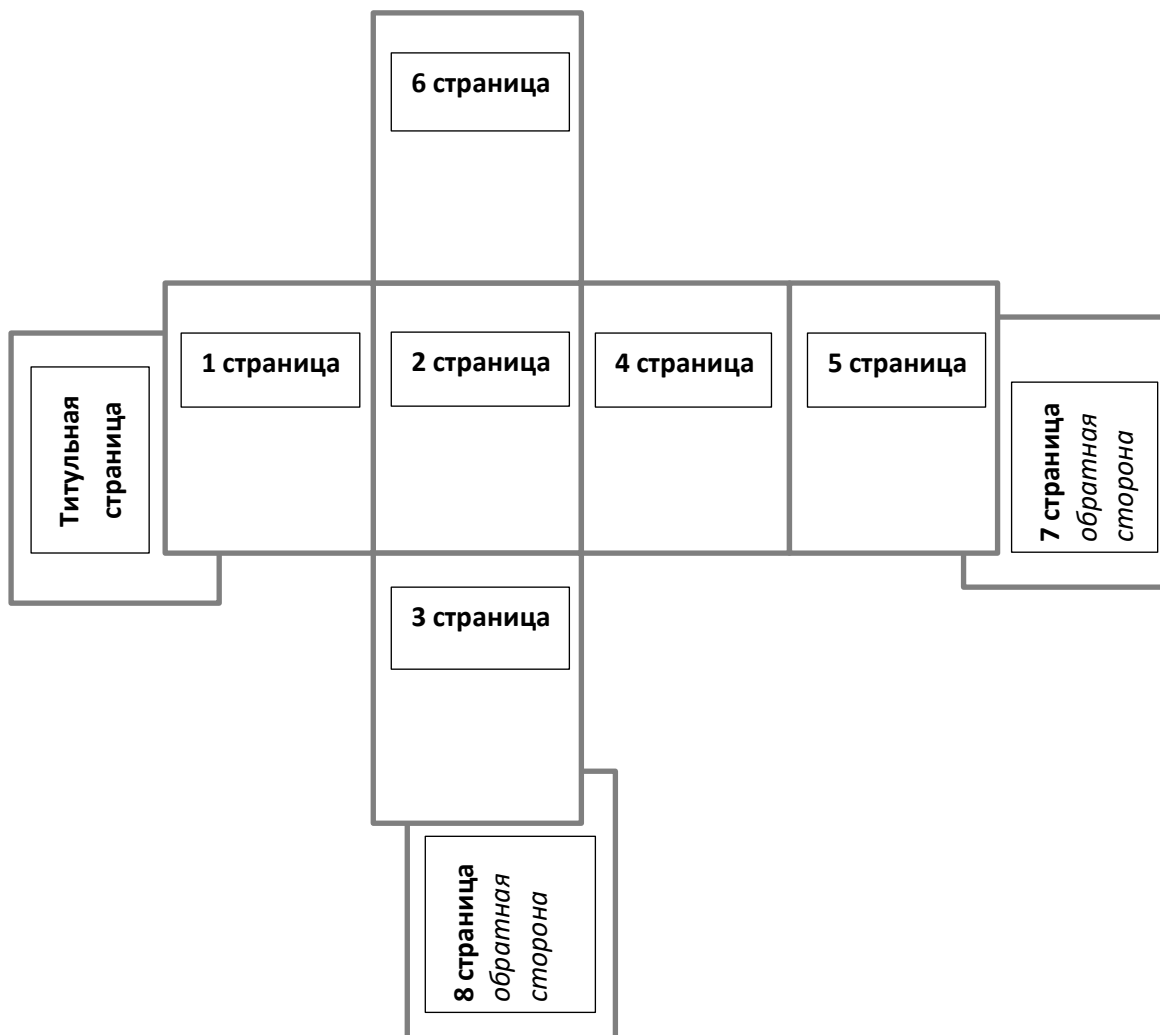 6 страница
1 страница
2 страница
4 страница
5 страница
Титульная
страница
7 страница
обратная
сторона
3 страница
8 страница
обратная
сторона